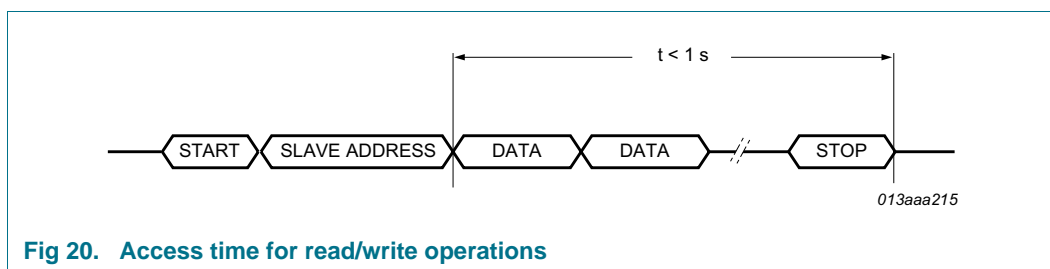 t < 1 s
START SLAVE ADDRESS DATA DATA STOP
013aaa215
Fig 20. Access time for read/write operations